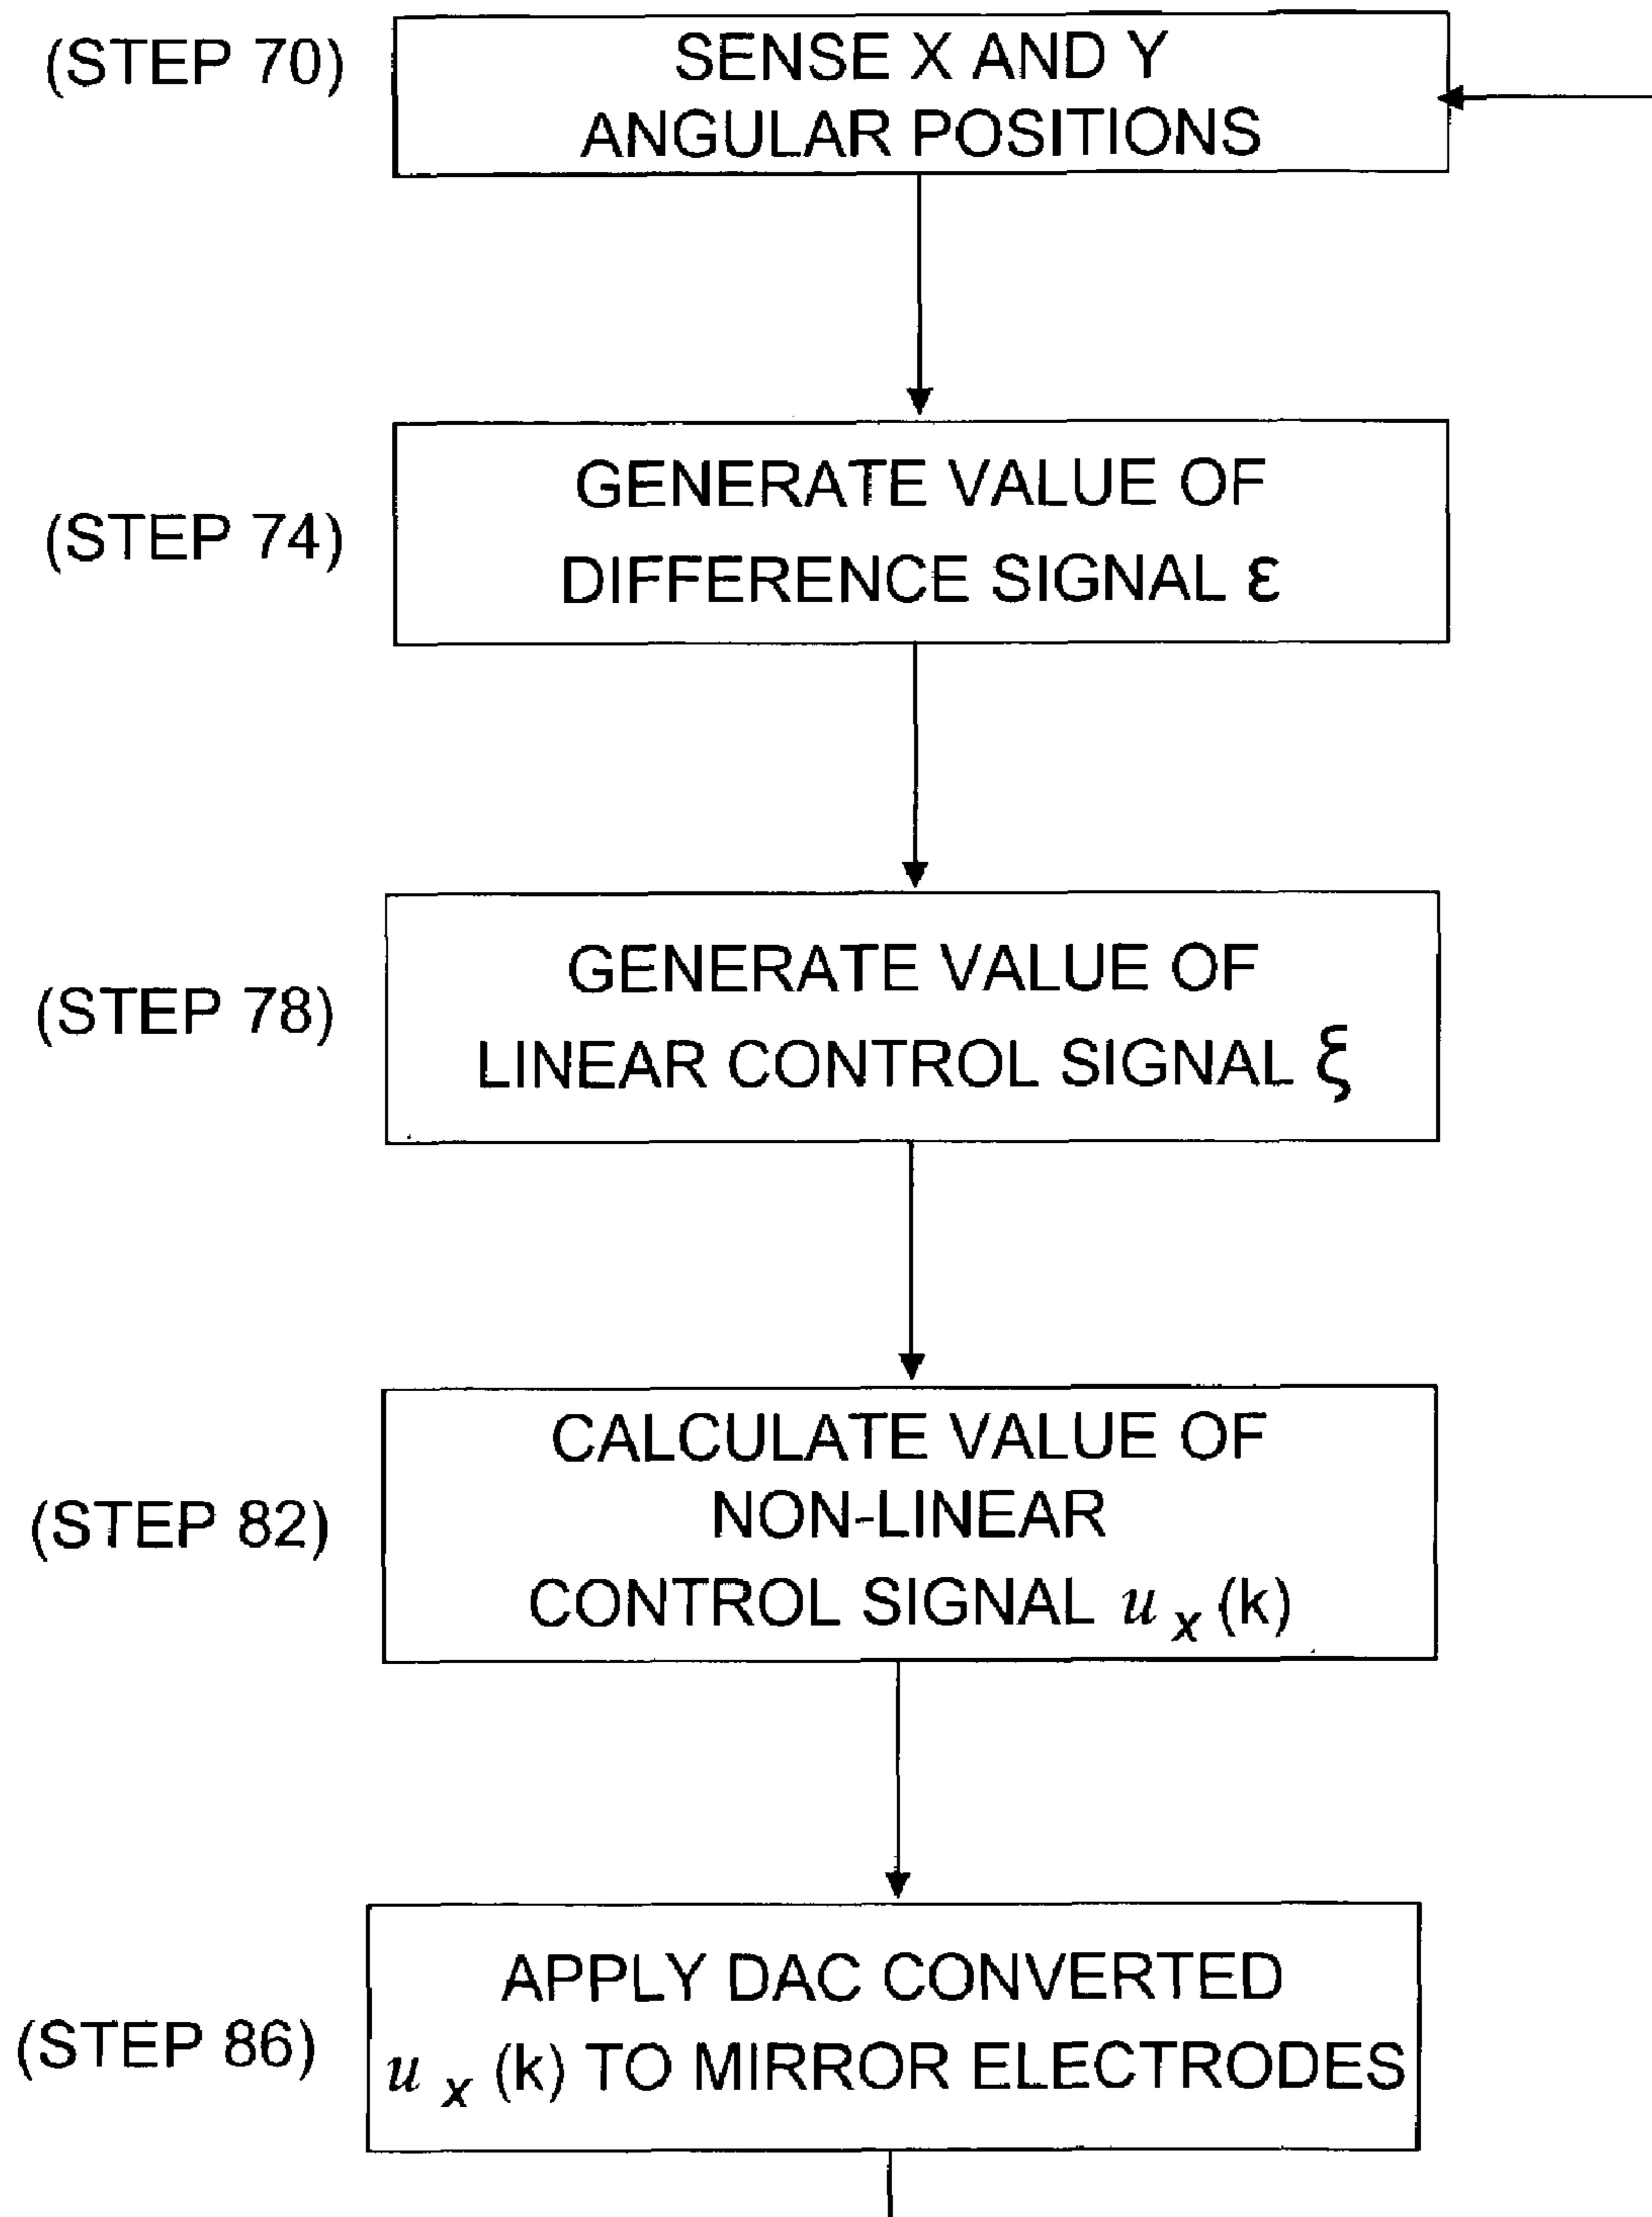 (STEP 70)
SENSE X AND Y
ANGULAR POSITIONS
(STEP 74)
GENERATE VALUE OF
DIFFERENCE SIGNAL ε
(STEP 78)
GENERATE VALUE OF
LINEAR CONTROL SIGNAL ξ
(STEP 82)
CALCULATE VALUE OF
NON-LINEAR
CONTROL SIGNAL u x (k)
(STEP 86)
APPLY DAC CONVERTED
u x (k) TO MIRROR ELECTRODES